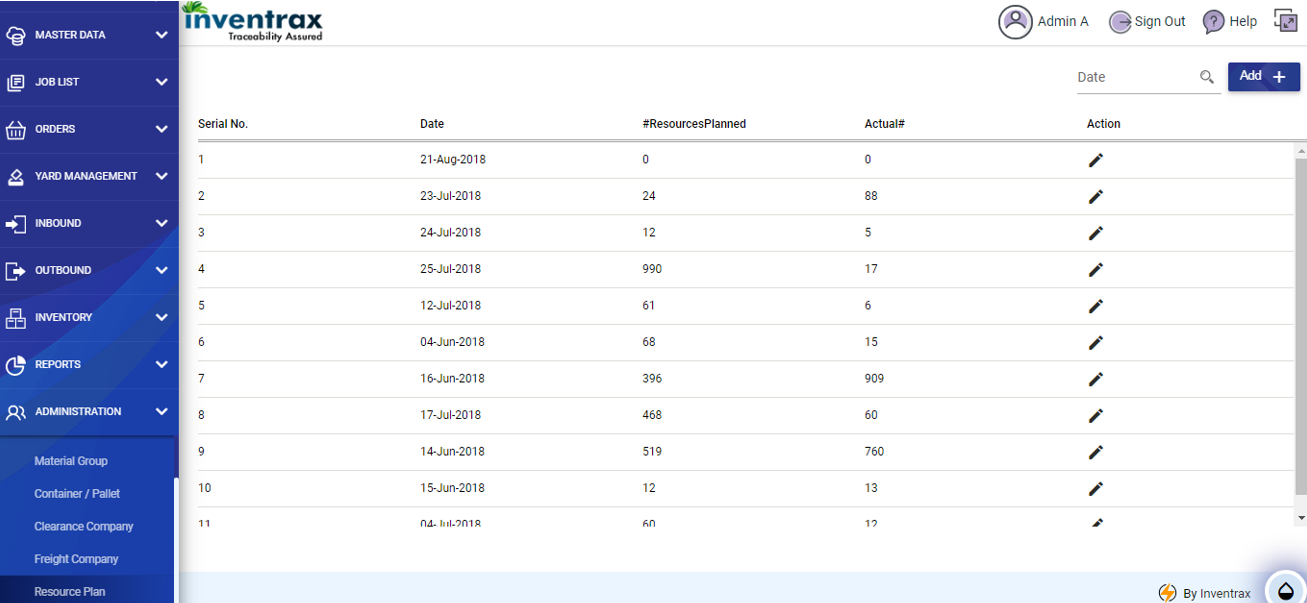 inventrax
Traceability Assured
Admin A Sign Out ? Help
MASTER DATA
JOB LIST
ORDERS
YARD MANAGEMENT
INBOUND
OUTBOUND
INVENTORY
REPORTS
ADMINISTRATION
Material Group
Container / Pallet
Clearance Company
Freight Company
Resource Plan
Date Add +
Serial No. Date #ResourcesPlanned Actual# Action
1 21-Aug-2018 0 0
2 23-Jul-2018 24 88
3 24-Jul-2018 12 5
4 25-Jul-2018 990 17
5 12-Jul-2018 61 6
6 04-Jun-2018 68 15
7 16-Jun-2018 396 909
8 17-Jul-2018 468 60
9 14-Jun-2018 519 760
10 15-Jun-2018 12 13
11 04-Jul-2018 60 12
By Inventrax